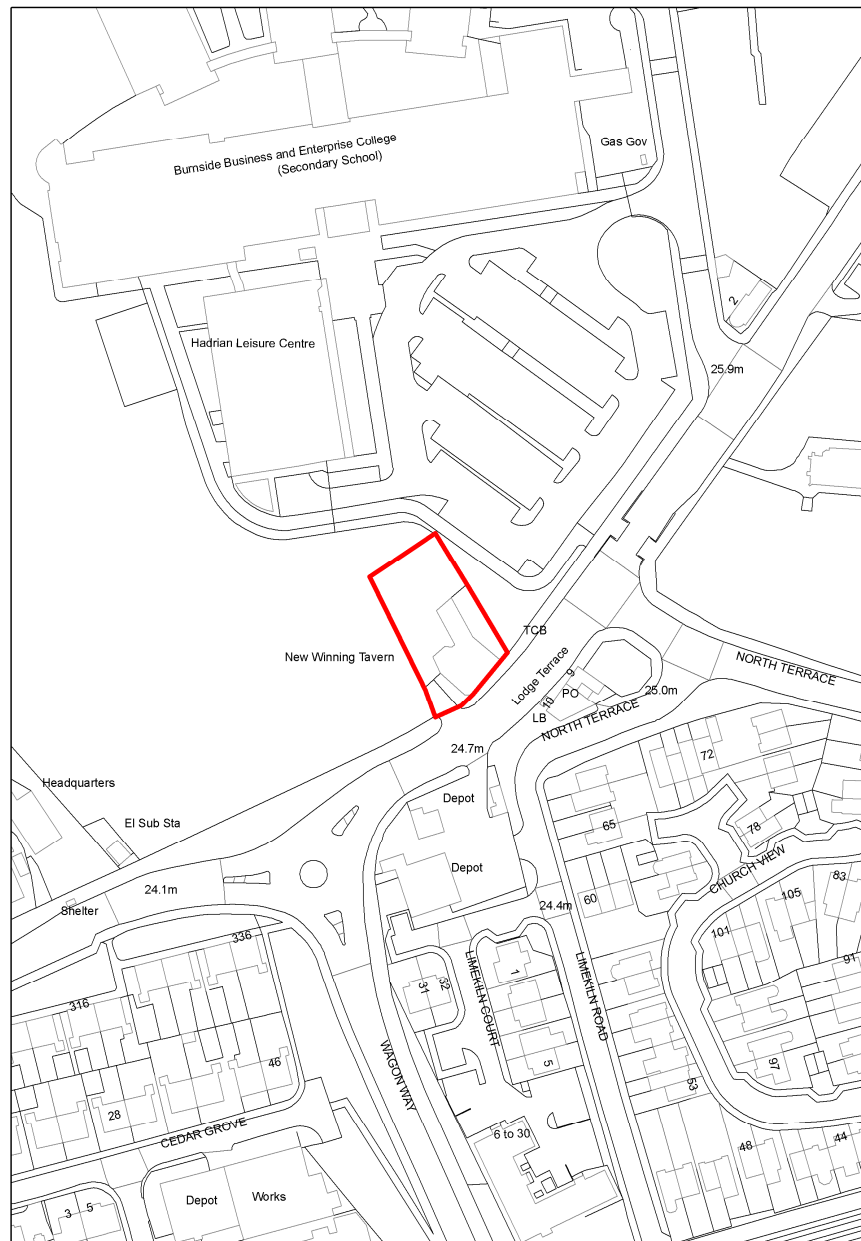 Burnside Business and Enterprise College
(Secondary School)
Gas Gov
2
Hadrian Leisure Centre
25.9m
TCB
New Winning Tavern
Lodge Terrace
9
PO
10
LB
25.0m
NORTH TERRACE
NORTH TERRACE
24.7m
72
Headquarters
Depot
El Sub Sta
65
78
Depot
CHURCH VIEW
83
24.1m
60
105
Shelter
24.4m
101
336
91
LIMEKILN COURT
1
LIMEKILN ROAD
31
32
316
WAGON WAY
46
5
97
53
28
CEDAR GROVE
6 to 30
48
44
Depot
Works
3
5